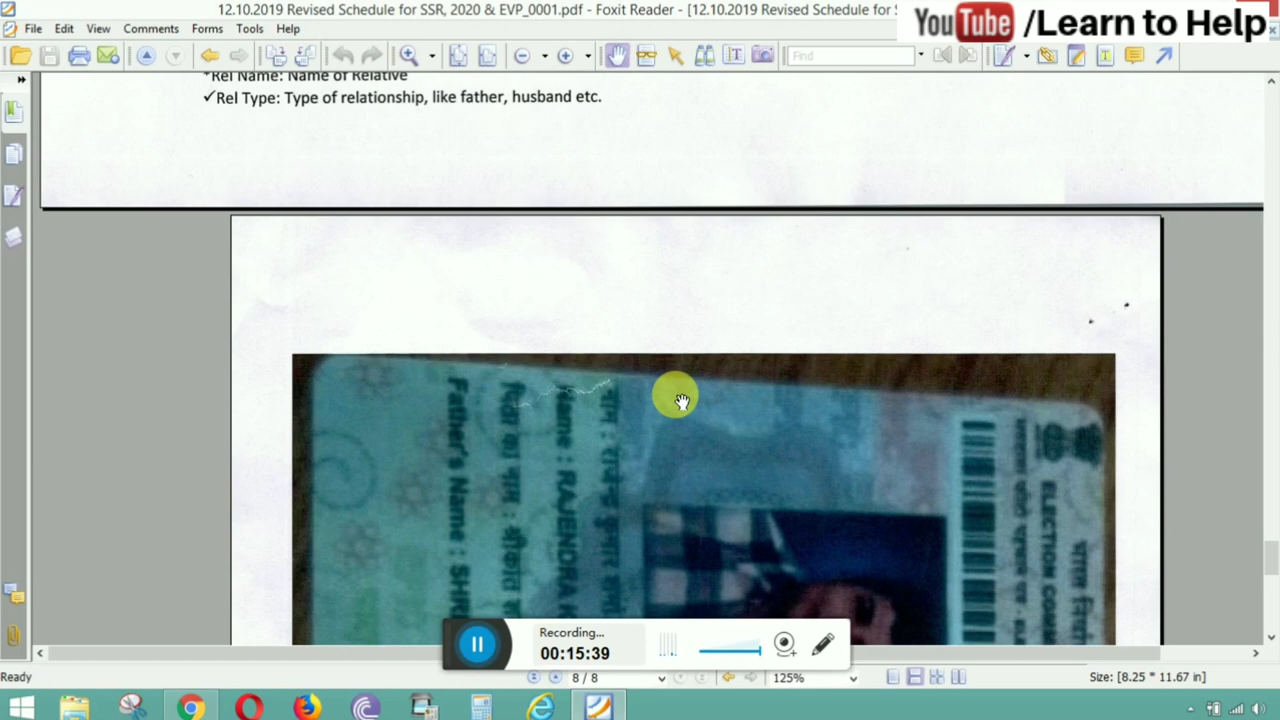 12.10.2019 Revised Schedule for SSR 2020 & EVP_0001.pdf - Foxit Reader - [12.10.2019 Revised Schedule for S
YouTube /Learn to Help
File Edit View Comments Forms Tools Help
Find
*Rel Name: Name of Relative
✓Rel Type: Type of relationship, like father, husband etc.
ELECTION COM
Name : RAJENDRA K
Father's Name : SHR
Recording...
00:15:39
Ready
8 / 8
125%
Size: [8.25 * 11.67 in]